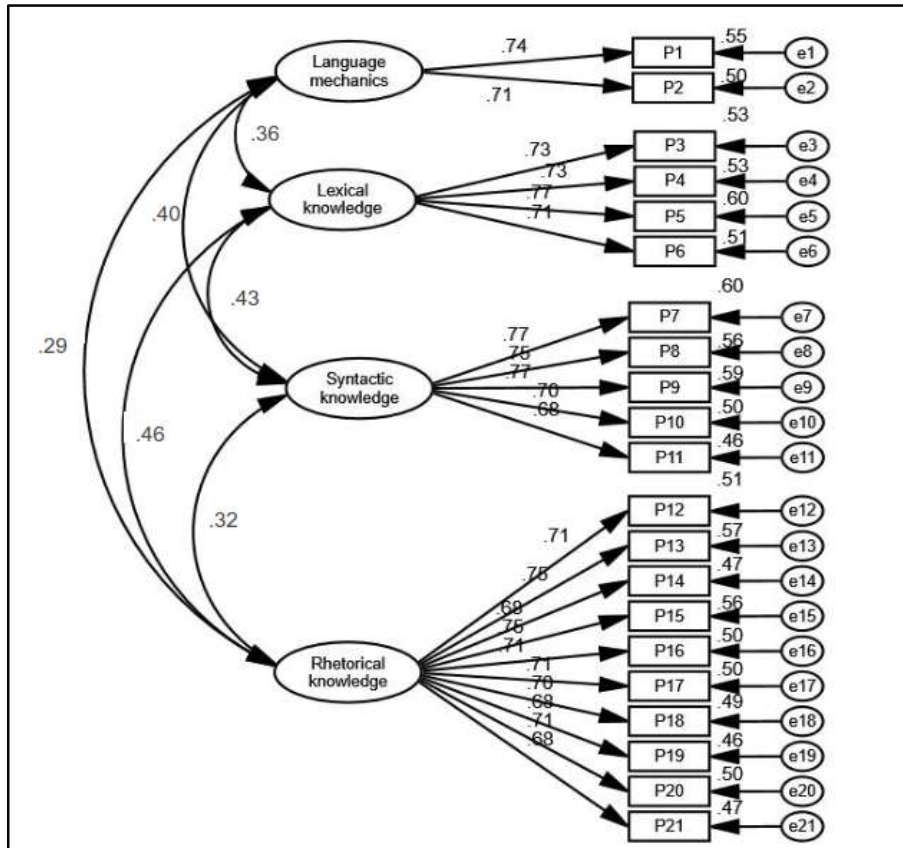 .55
.74
Language
mechanics
P1
e1
.50
P2
e2
.71
.53
.36
.73
P3
e3
.53
.73
Lexical
knowledge
P4
e4
.77
.60
.40
P5
e5
.71
.51
P6
e6
.60
.43
P7
e7
.77
.56
.75
P8
e8
.29
.77
.59
Syntactic
knowledge
P9
e9
.70
.50
.68
P10
e10
.46
.46
P11
e11
.51
.32
P12
e12
.71
.57
P13
e13
.75
.47
P14
e14
.68
.56
.75
P15
e15
.71
.50
P16
e16
Rhetorical
knowledge
.71
.50
P17
e17
.70
.49
.68
P18
e18
.71
.46
.68
P19
e19
.50
P20
e20
.47
P21
e21